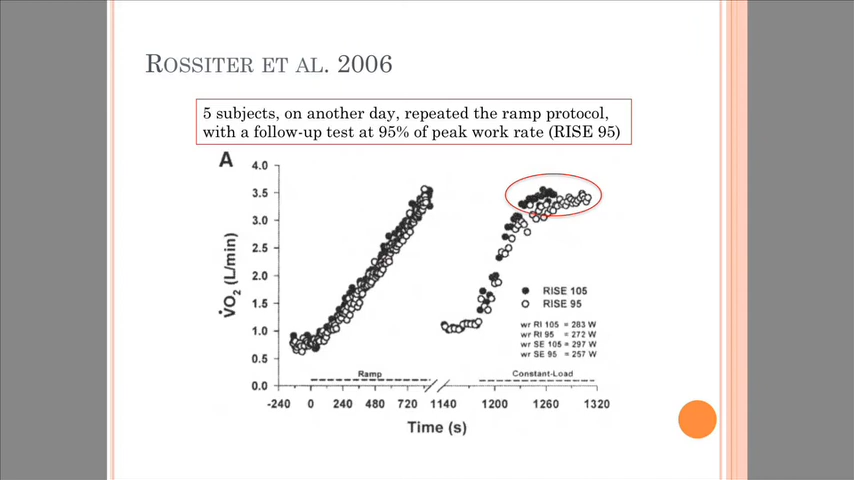 ROSSITER ET AL. 2006
5 subjects, on another day, repeated the ramp protocol,
with a follow-up test at 95% of peak work rate (RISE 95)
A
4.0
3.5
3.0
2.5
2.0
1.5
1.0
0.5
0.0
V̇O₂ (L/min)
RISE 105
RISE 95
wr RI 105 = 283 W
wr RI 95 = 272 W
wr SE 105 = 297 W
wr SE 95 = 257 W
Ramp
Constant-Load
-240 0 240 480 720 1140 1200 1260 1320
Time (s)